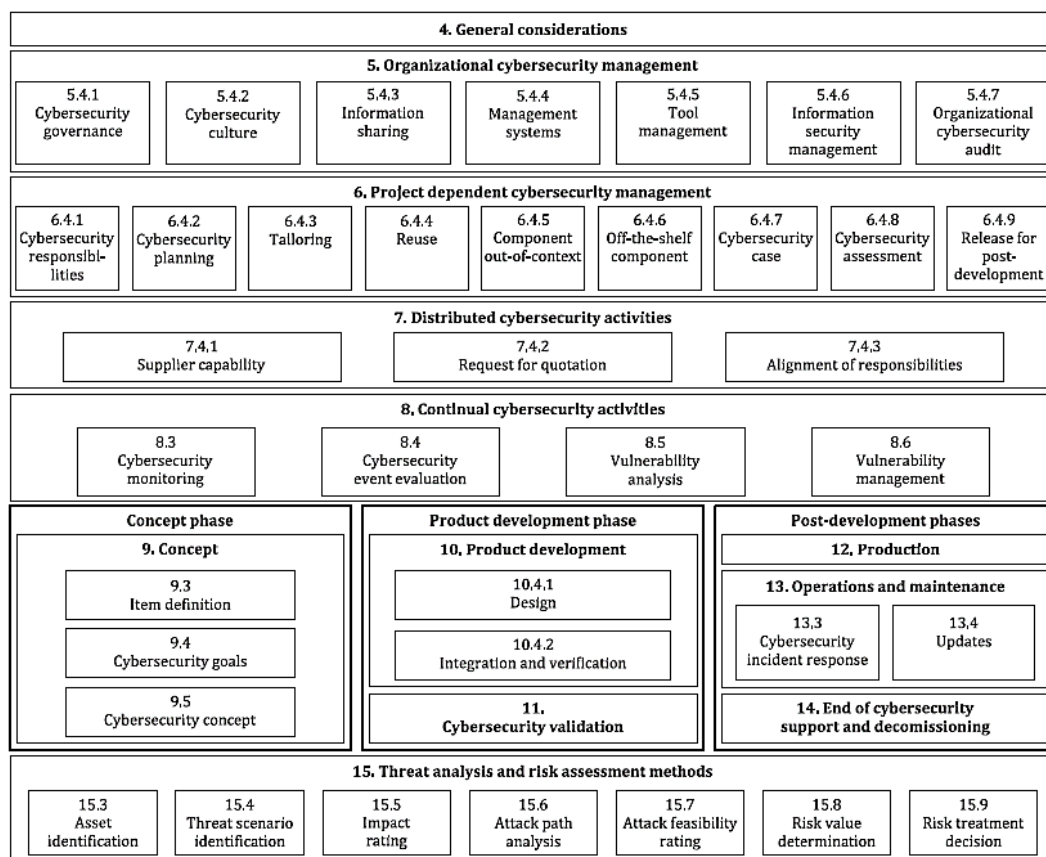 4. General considerations
5. Organizational cybersecurity management
5.4.1
Cybersecurity
governance
5.4.2
Cybersecurity
culture
5.4.3
Information
sharing
5.4.4
Management
systems
5.4.5
Tool
management
5.4.6
Information
security
management
5.4.7
Organizational
cybersecurity
audit
6. Project dependent cybersecurity management
6.4.1
Cybersecurity
responsibi-
lities
6.4.2
Cybersecurity
planning
6.4.3
Tailoring
6.4.4
Reuse
6.4.5
Component
out-of-context
6.4.6
Off-the-shelf
component
6.4.7
Cybersecurity
case
6.4.8
Cybersecurity
assessment
6.4.9
Release for
post-
development
7. Distributed cybersecurity activities
7.4.1
Supplier capability
7.4.2
Request for quotation
7.4.3
Alignment of responsibilities
8. Continual cybersecurity activities
8.3
Cybersecurity
monitoring
8.4
Cybersecurity
event evaluation
8.5
Vulnerability
analysis
8.6
Vulnerability
management
Concept phase
9. Concept
9.3
Item definition
9.4
Cybersecurity goals
9.5
Cybersecurity concept
Product development phase
10. Product development
10.4.1
Design
10.4.2
Integration and verification
11.
Cybersecurity validation
Post-development phases
12. Production
13. Operations and maintenance
13.3
Cybersecurity
incident response
13.4
Updates
14. End of cybersecurity
support and decomissioning
15. Threat analysis and risk assessment methods
15.3
Asset
identification
15.4
Threat scenario
identification
15.5
Impact
rating
15.6
Attack path
analysis
15.7
Attack feasibility
rating
15.8
Risk value
determination
15.9
Risk treatment
decision